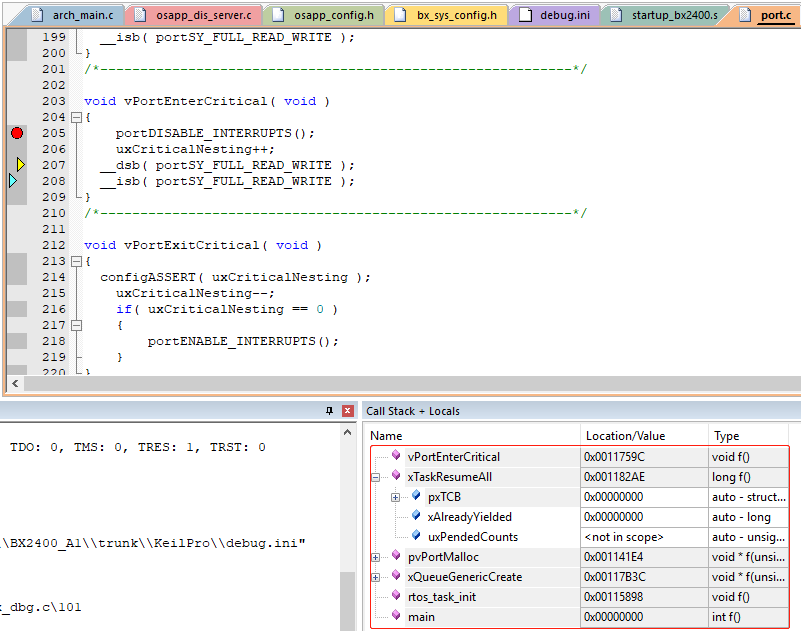 arch_main.c osapp_dis_server.c osapp_config.h bx_sys_config.h debug.ini startup_bx2400.s port.c
199 __isb( portSY_FULL_READ_WRITE );
200 }
201 /*-----------------------------------------------------------*/
202
203 void vPortEnterCritical( void )
204 {
205 portDISABLE_INTERRUPTS();
206 uxCriticalNesting++;
207 __dsb( portSY_FULL_READ_WRITE );
208 __isb( portSY_FULL_READ_WRITE );
209 }
210 /*-----------------------------------------------------------*/
211
212 void vPortExitCritical( void )
213 {
214 configASSERT( uxCriticalNesting );
215 uxCriticalNesting--;
216 if( uxCriticalNesting == 0 )
217 {
218 portENABLE_INTERRUPTS();
219 }
220 }
TDO: 0, TMS: 0, TRES: 1, TRST: 0
\\BX2400_A1\\trunk\\KeilPro\\debug.ini"
_dbg.c\101
Call Stack + Locals
Name Location/Value Type
vPortEnterCritical 0x0011759C void f()
xTaskResumeAll 0x001182AE long f()
pxTCB 0x00000000 auto - struct...
xAlreadyYielded 0x00000000 auto - long
uxPendedCounts <not in scope> auto - unsig...
pvPortMalloc 0x001141E4 void * f(unsi...
xQueueGenericCreate 0x00117B3C void * f(unsi...
rtos_task_init 0x00115898 void f()
main 0x00000000 int f()